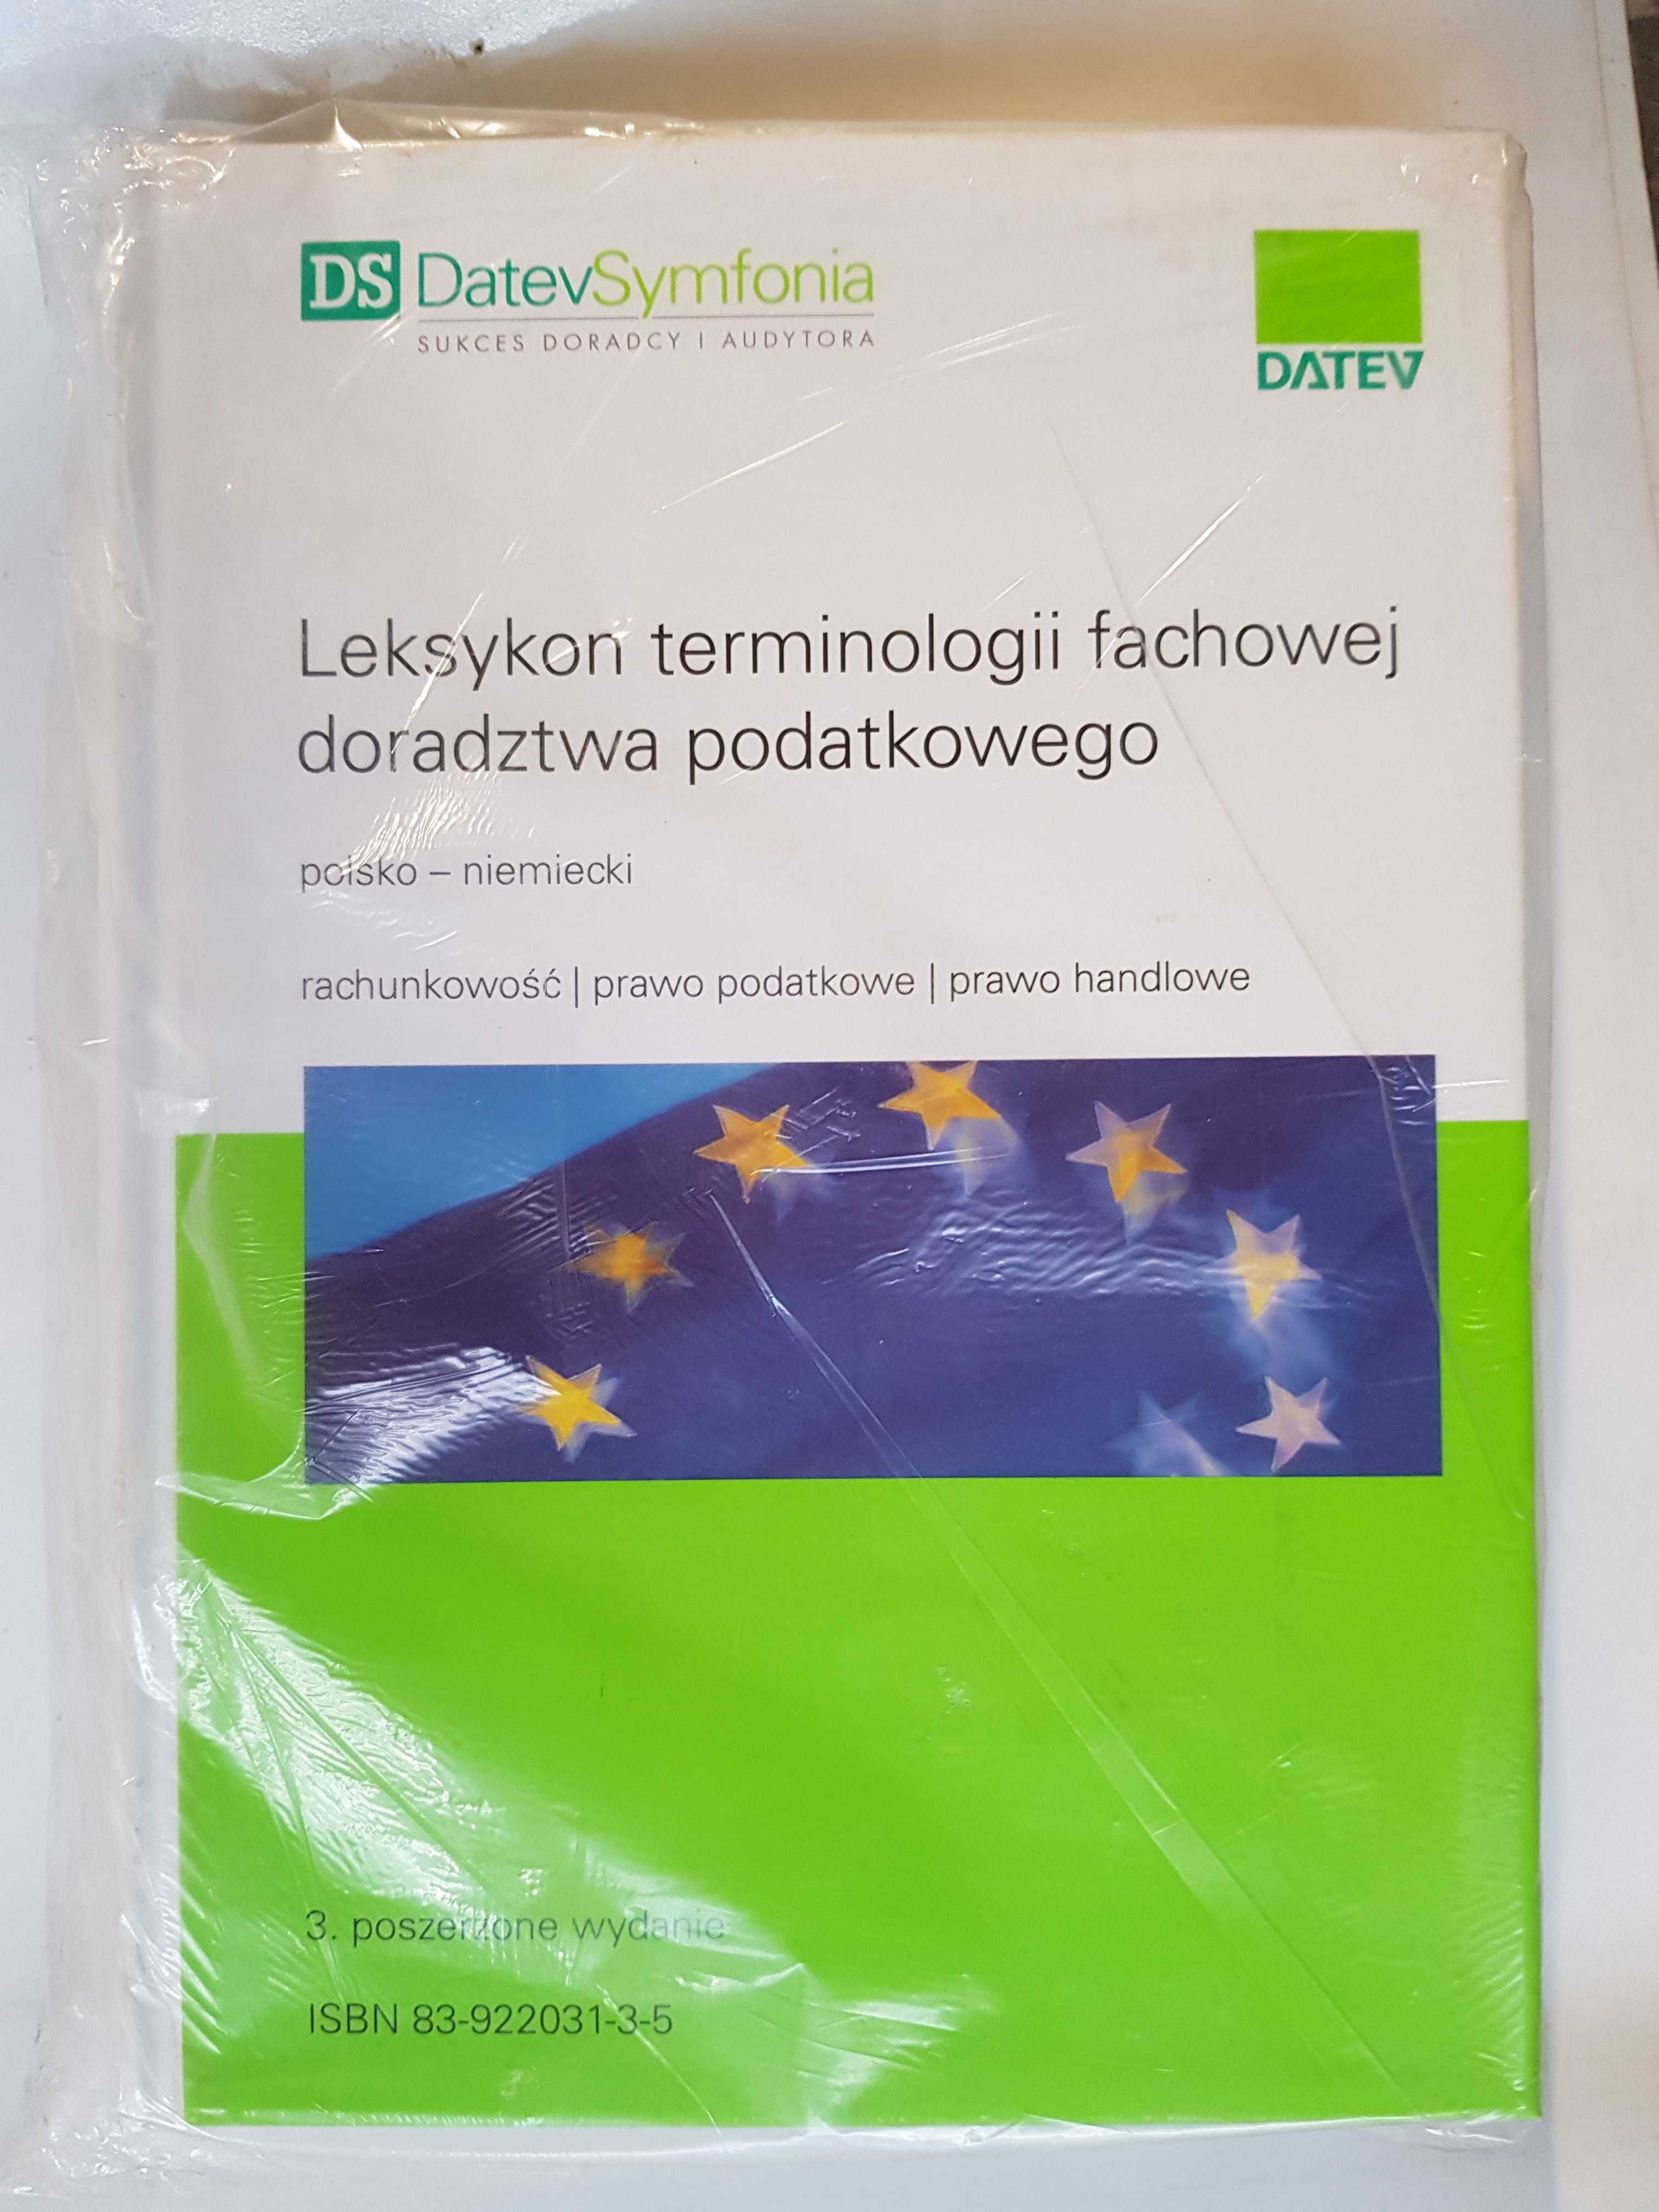 DS DatevSymfonia
SUKCES DORADCY I AUDYTORA
DATEV
Leksykon terminologii fachowej
doradztwa podatkowego
polsko – niemiecki
rachunkowość | prawo podatkowe | prawo handlowe
3. poszerzone wydanie
ISBN 83-922031-3-5